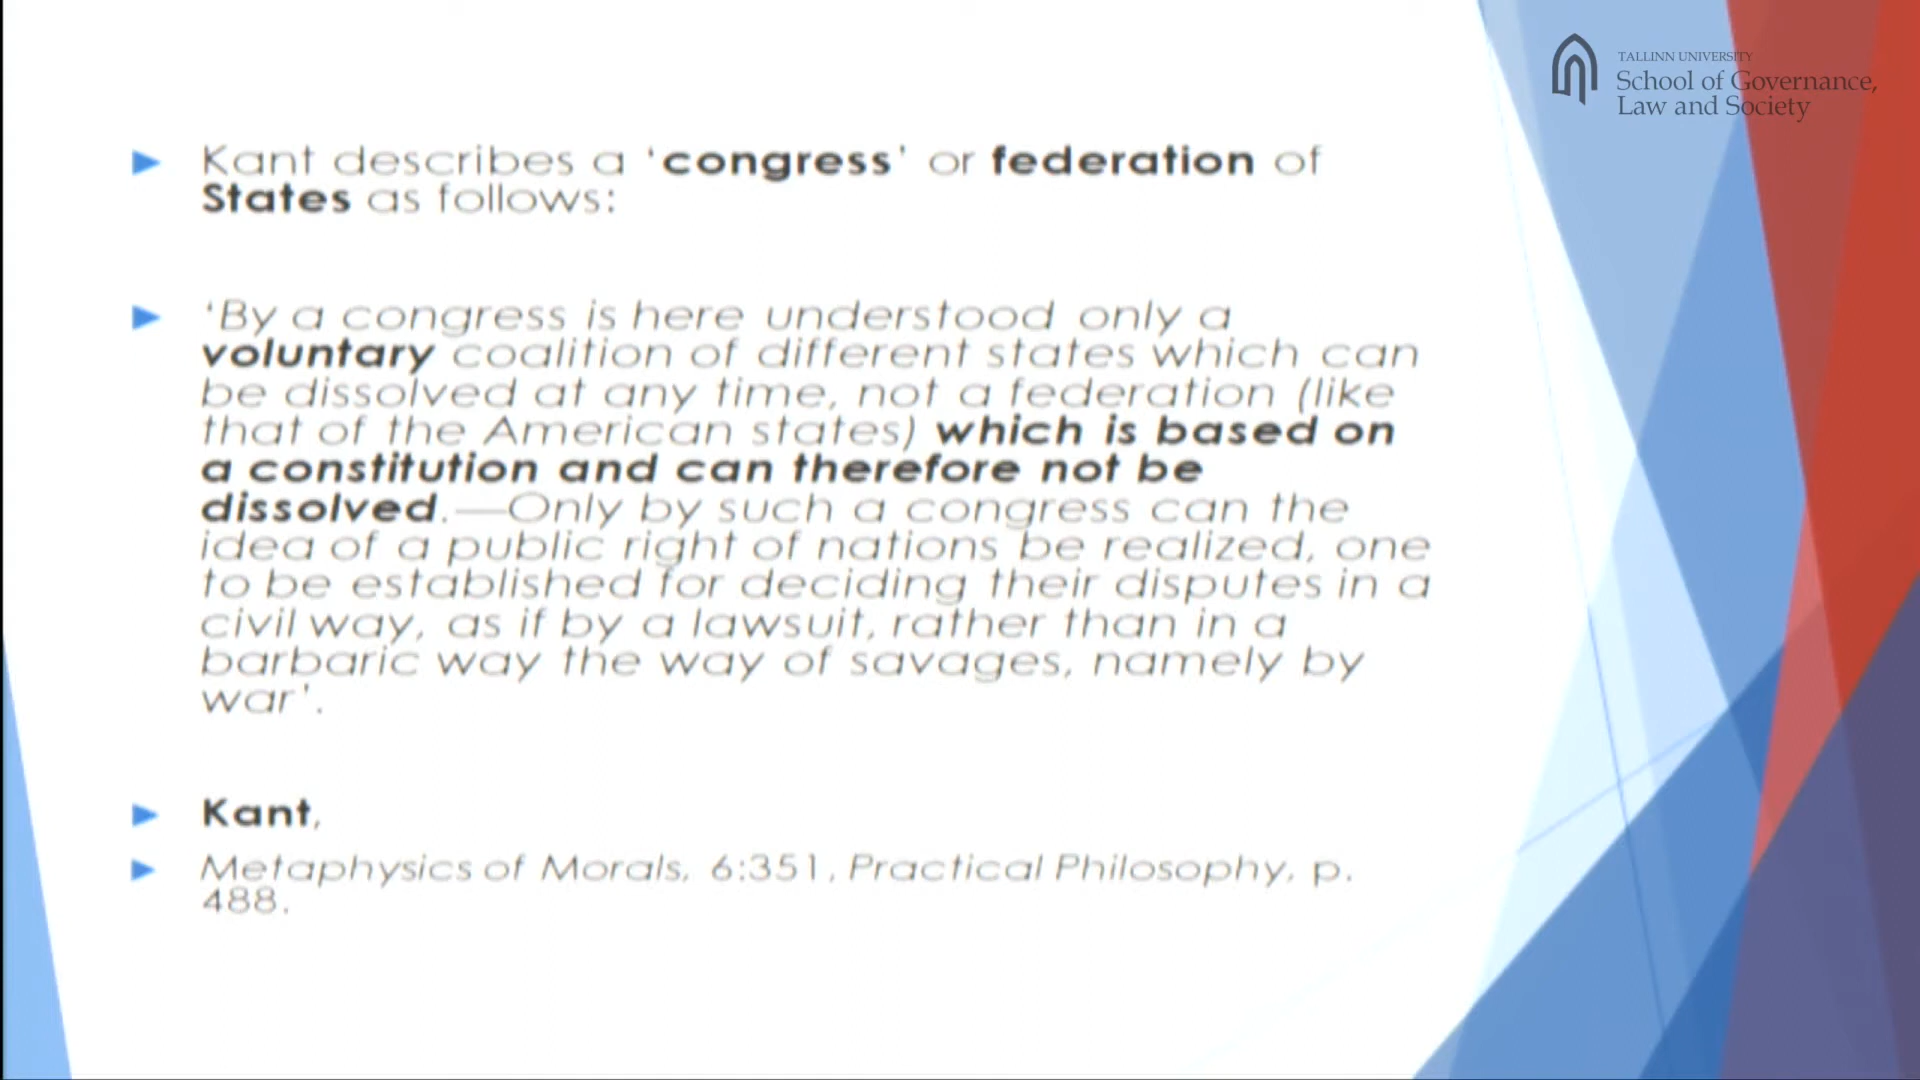 TALLINN UNIVERSITY
School of Governance,
Law and Society
Kant describes a ‘congress’ or federation of
States as follows:
‘By a congress is here understood only a
voluntary coalition of different states which can
be dissolved at any time, not a federation (like
that of the American states) which is based on
a constitution and can therefore not be
dissolved.—Only by such a congress can the
idea of a public right of nations be realized, one
to be established for deciding their disputes in a
civil way, as if by a lawsuit, rather than in a
barbaric way the way of savages, namely by
war’.
Kant,
Metaphysics of Morals, 6:351, Practical Philosophy, p.
488.